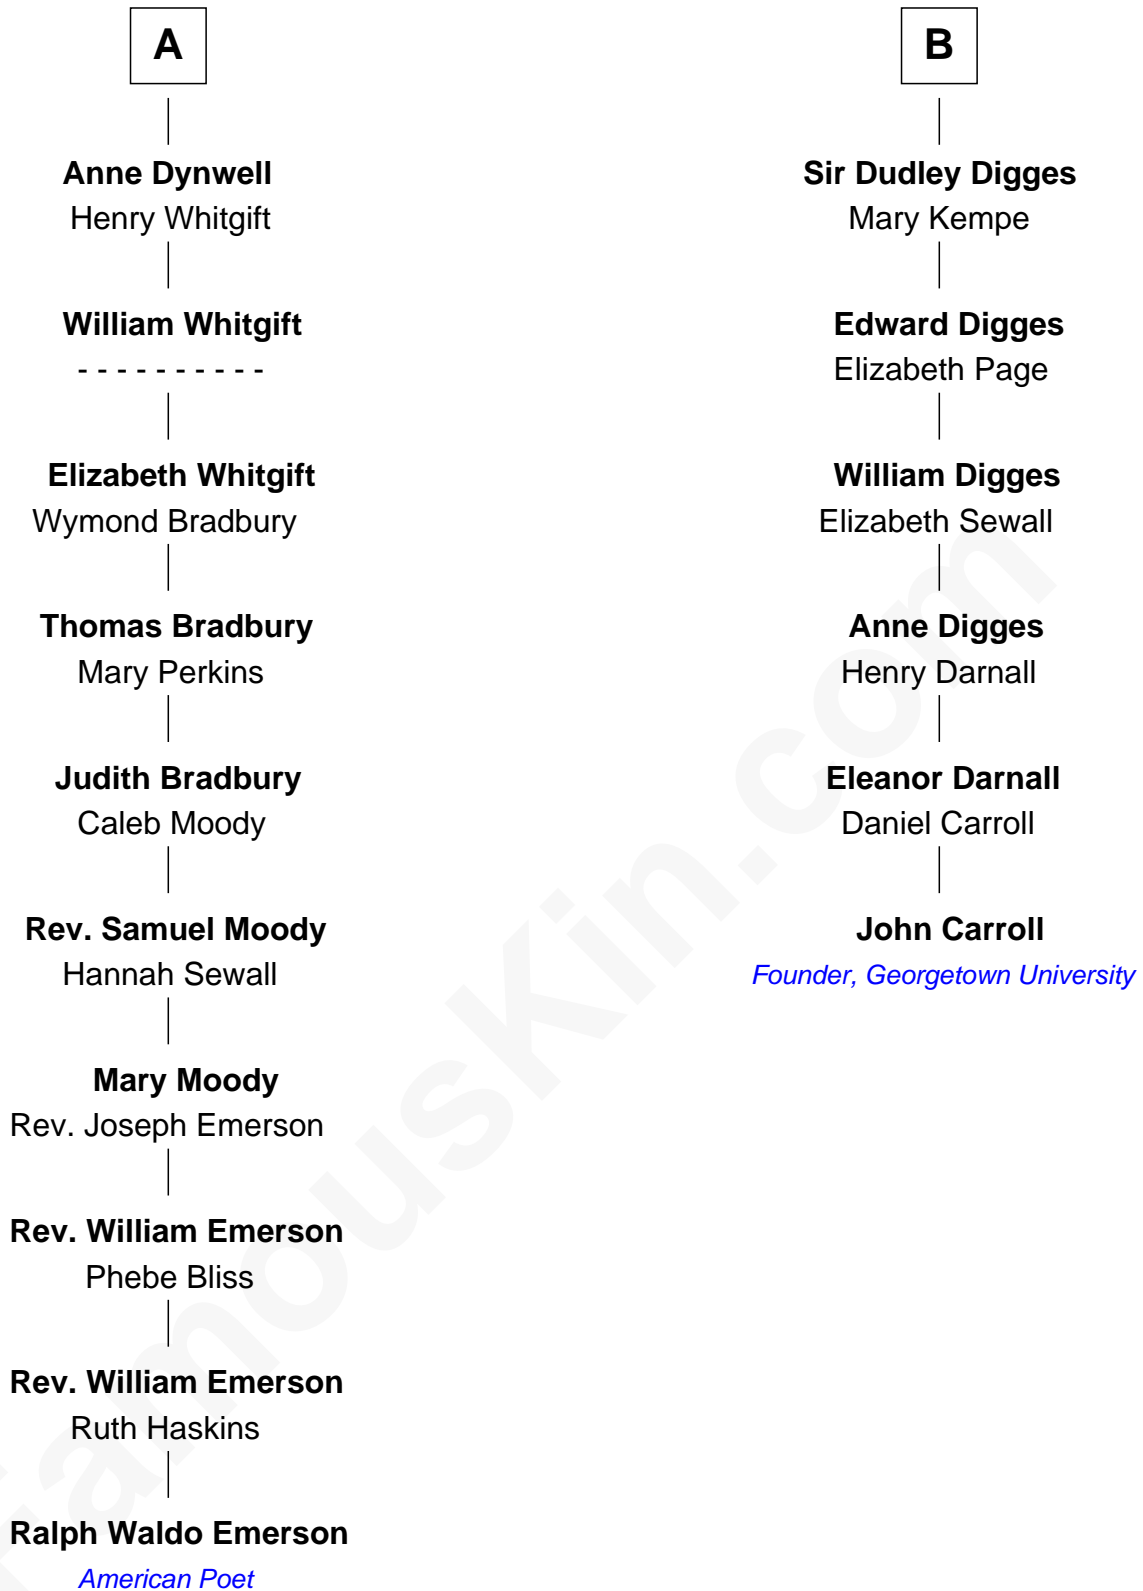 A
Anne Dynwell
Henry Whitgift
William Whitgift
- - - - - - - - - -
Elizabeth Whitgift
Wymond Bradbury
Thomas Bradbury
Mary Perkins
Judith Bradbury
Caleb Moody
Rev. Samuel Moody
Hannah Sewall
Mary Moody
Rev. Joseph Emerson
Rev. William Emerson
Phebe Bliss
Rev. William Emerson
Ruth Haskins
Ralph Waldo Emerson
American Poet
B
Sir Dudley Digges
Mary Kempe
Edward Digges
Elizabeth Page
William Digges
Elizabeth Sewall
Anne Digges
Henry Darnall
Eleanor Darnall
Daniel Carroll
John Carroll
Founder, Georgetown University
FamousKin.com